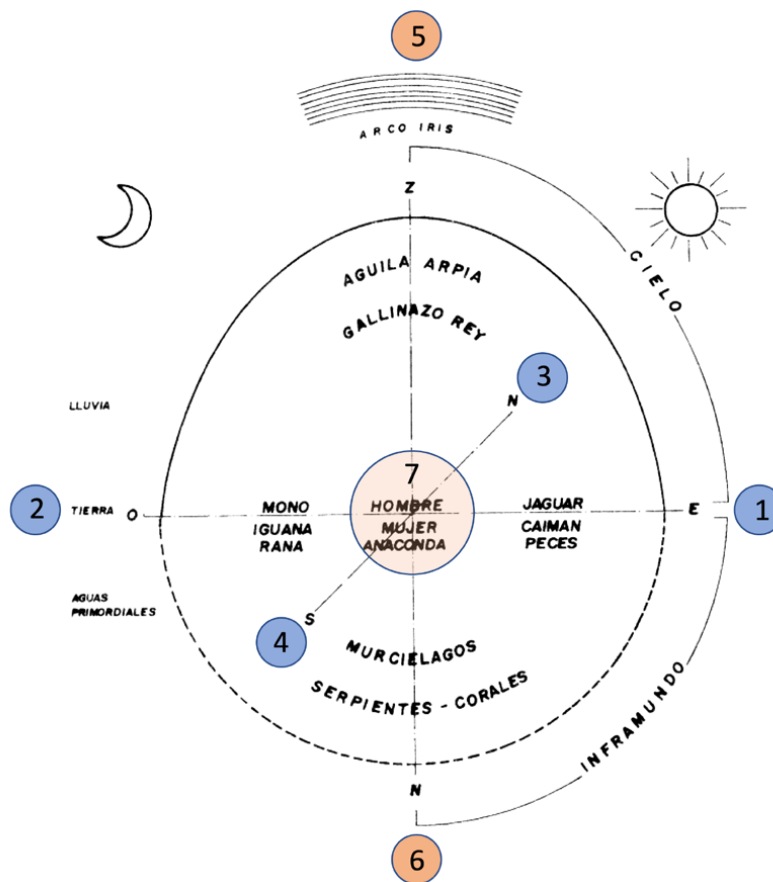 5
ARCO IRIS
Z
CIELO
AGUILA ARPIA
GALLINAZO REY
3
N
LLUVIA
7
2
TIERRA
O
MONO
HOMBRE
JAGUAR
E
1
IGUANA
MUJER
CAIMAN
RANA
ANACONDA
PECES
AGUAS
PRIMORDIALES
S
4
MURCIÉLAGOS
SERPIENTES - CORALES
INFRAMUNDO
N
6